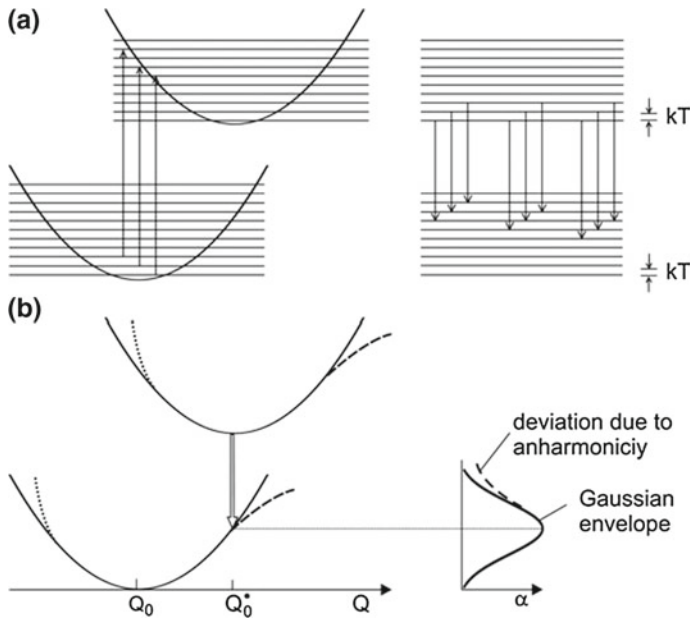 (a)
kT
kT
(b)
deviation due to
anharmoniciy
Gaussian
envelope
Q₀
Q₀•
Q
α